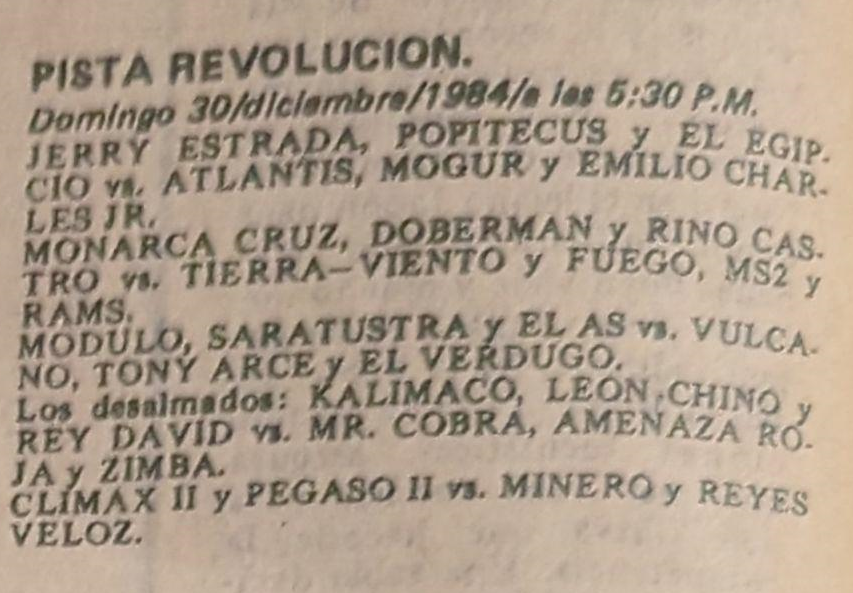 PISTA REVOLUCION.
Domingo 30/diciembre/1984/a las 5:30 P.M.
JERRY ESTRADA, POPITECUS y EL EGIP-
CIO vs. ATLANTIS, MOGUR y EMILIO CHAR-
LES JR.
MONARCA CRUZ, DOBERMAN y RINO CAS-
TRO vs. TIERRA-VIENTO y FUEGO, MS2 y
RAMS.
MODULO, SARATUSTRA y EL AS vs. VULCA-
NO, TONY ARCE y EL VERDUGO.
Los desalmados: KALIMACO, LEON CHINO y
REY DAVID vs. MR. COBRA, AMENAZA RO-
JA y ZIMBA.
CLIMAX II y PEGASO II vs. MINERO y REYES
VELOZ.